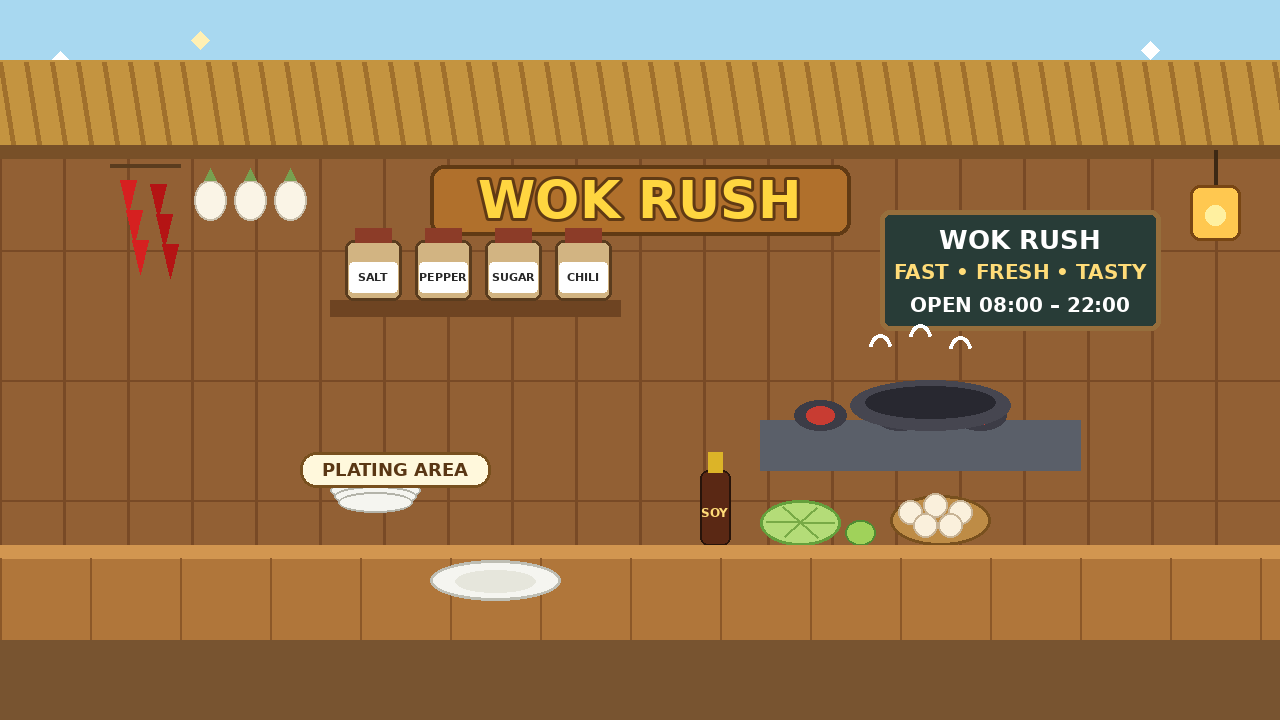 WOK RUSH
SALT
PEPPER
SUGAR
CHILI
WOK RUSH
FAST • FRESH • TASTY
OPEN 08:00 – 22:00
PLATING AREA
SOY